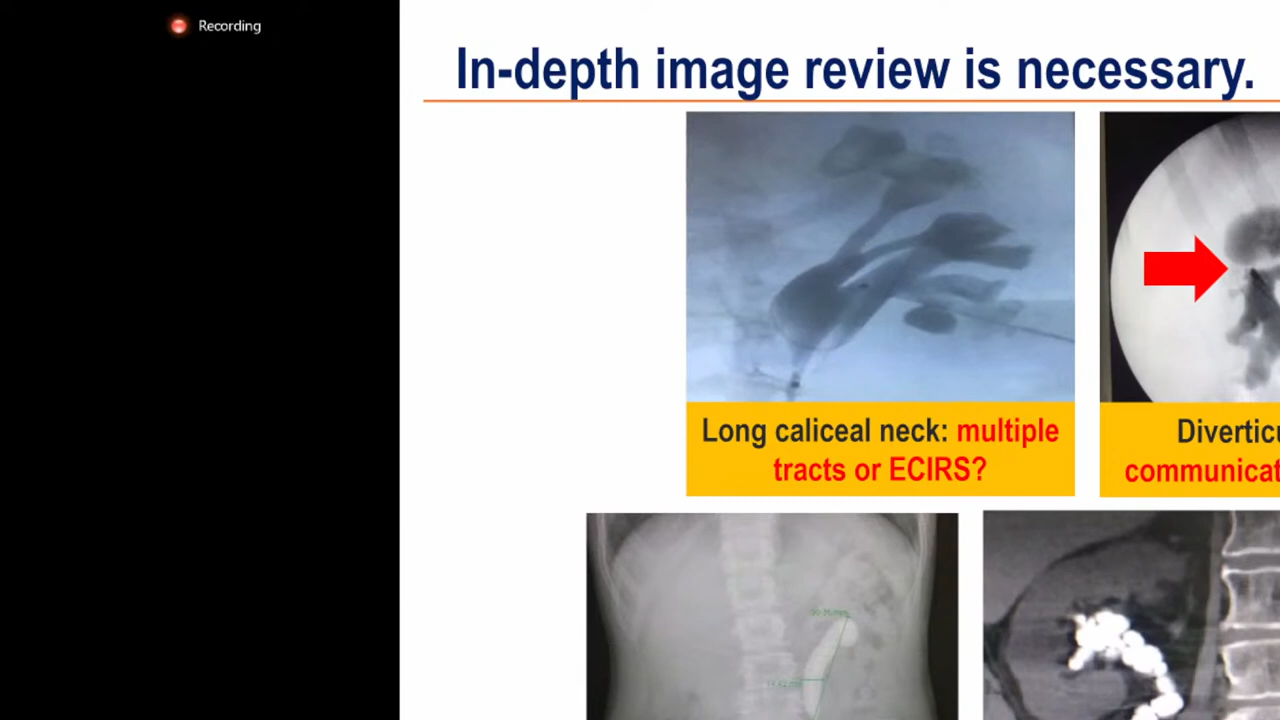 Recording
In-depth image review is necessary.
Long caliceal neck: multiple
tracts or ECIRS?